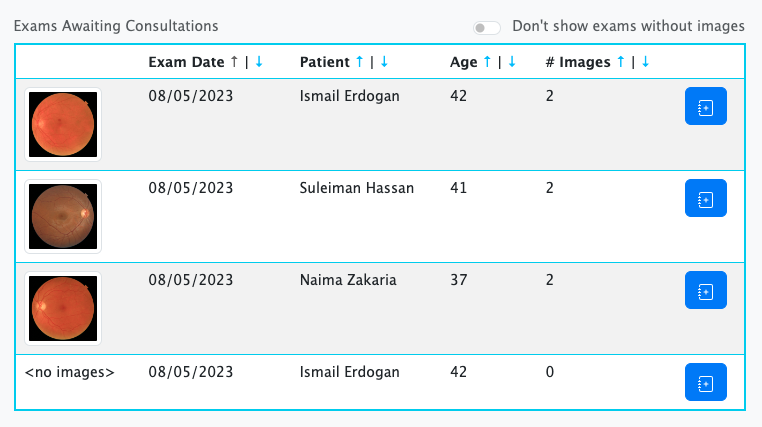 Exams Awaiting Consultations Don't show exams without images
Exam Date ↑ | ↓ Patient ↑ | ↓ Age ↑ | ↓ # Images ↑ | ↓
08/05/2023 Ismail Erdogan 42 2
08/05/2023 Suleiman Hassan 41 2
08/05/2023 Naima Zakaria 37 2
<no images> 08/05/2023 Ismail Erdogan 42 0